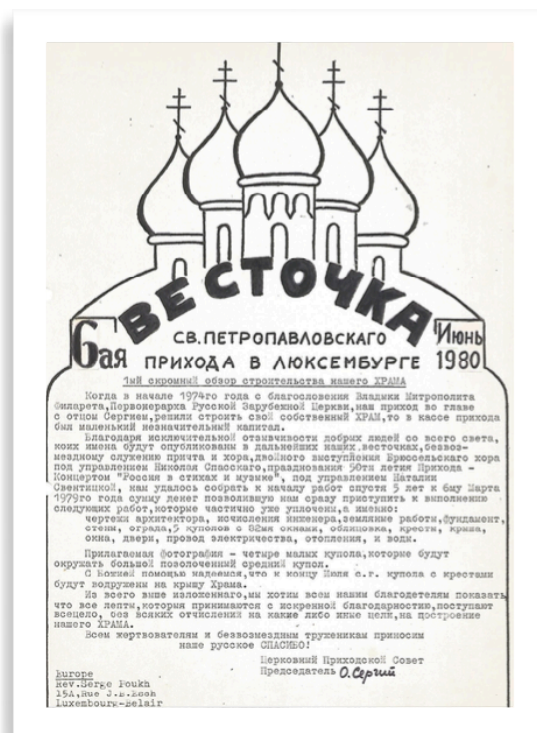 ВЕСТОЧКА
6ая
СВ. ПЕТРОПАВЛОВСКАГО
ПРИХОДА В ЛЮКСЕМБУРГЕ
Июнь
1980
1ый скромный обзор строительства нашего ХРАМА
Когда в начале 1974го года с благословения Владыки Митрополита
Филарета,Первоиерарха Русской Зарубежной Церкви,наш приход во главе
с отцом Сергием,решили строить свой собственный ХРАМ,то в кассе прихода
был маленький незначительный капитал.
Благодаря исключительной отзывчивости добрых людей со всего света,
коих имена будут опубликованы в дальнейших наших весточках,безвоз-
мездному служению причта и хора,двойного выступления Брюссельскаго хора
под управлением Николая Спасскаго,празднования 50ти летия Прихода -
Концертом "Россия в стихах и музыке", под управлением Наталии
Свентицкой, нам удалось собрать к началу работ спустя 5 лет к 6му Марта
1979го года сумму денег позволившую нам сразу приступить к выполнению
следующих работ,которые частично уже уплочены,а именно:
чертежи архитектора, исчисления инженера,земляные работы,фундамент,
стены, ограда,5 куполов с 82мя окнами, облицовка, кресты, крыша,
окна, двери, провод электричества, отопления, и воды.
Прилагаемая фотография - четыре малых купола,которые будут
окружать большой позолоченный средний купол.
С Божией помощью надеемся,что к концу Июля с.г. купола с крестами
будут водружены на крышу Храма.
Из всего выше изложеннаго,мы хотим всем нашим благодетелям показать,
что все лепты,которыя принимаются с искренной благодарностию,поступают
всецело, без всяких отчислений на какие либо иные цели,на построение
нашего ХРАМА.
Всем жертвователям и безвозмездным труженикам приносим
наше русское СПАСИБО!
Церковный Приходской Совет
Председатель О. Сергий
Europe
Rev.Serge Poukh
15A,Rue J.B.Esch
Luxembourg-Belair